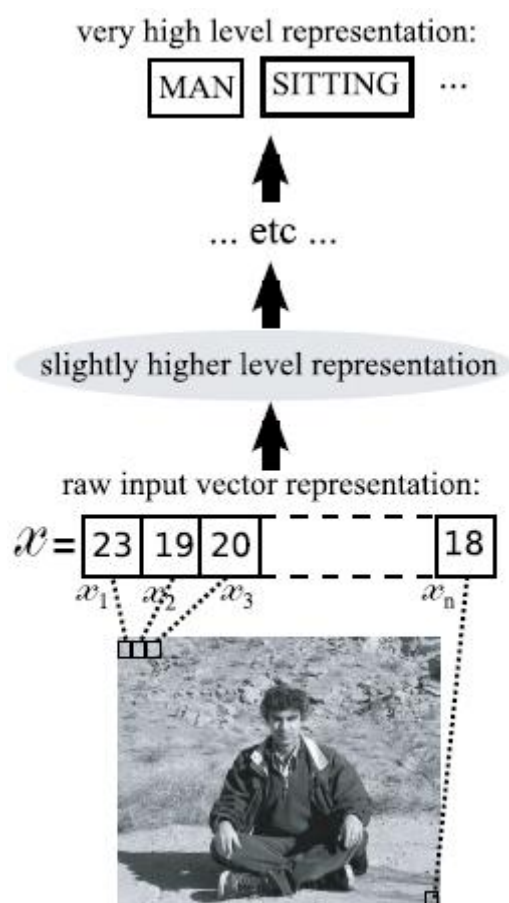 very high level representation:
MAN SITTING ...
... etc ...
slightly higher level representation
raw input vector representation:
x = 23 19 20 18
x1 x2 x3 xn